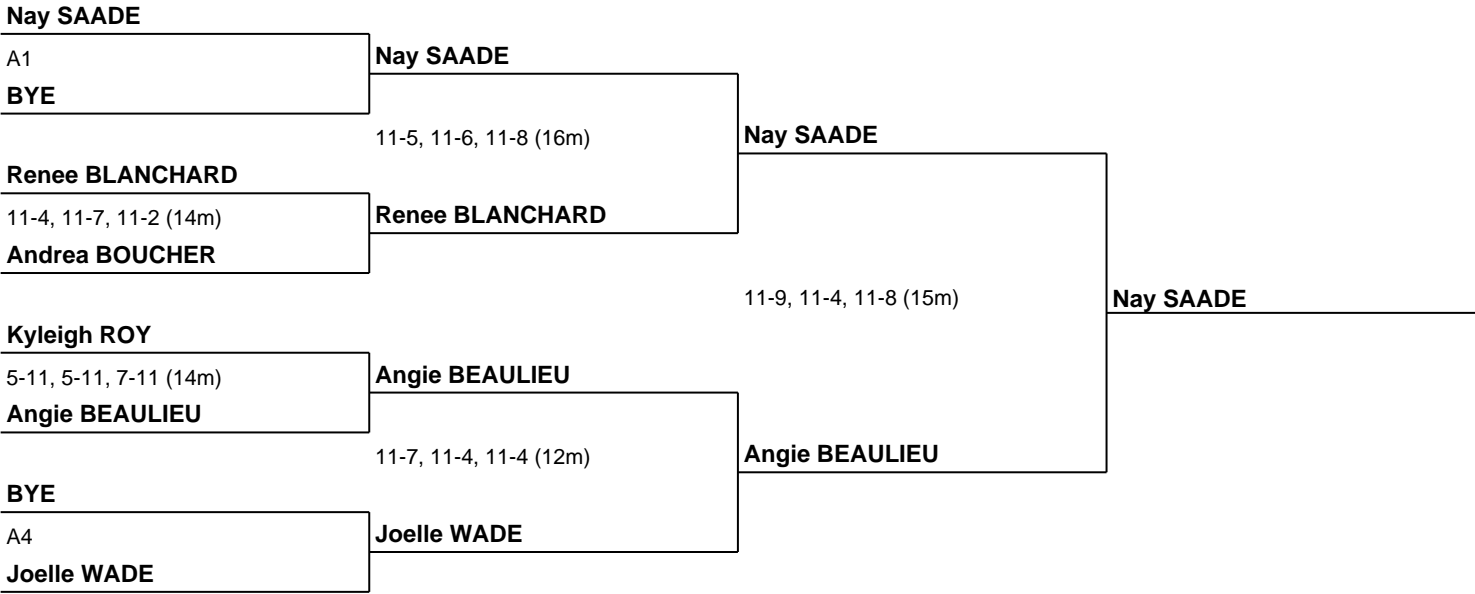 Nay SAADE
A1
BYE
Nay SAADE
11-5, 11-6, 11-8 (16m)
Renee BLANCHARD
11-4, 11-7, 11-2 (14m)
Andrea BOUCHER
Renee BLANCHARD
Nay SAADE
11-9, 11-4, 11-8 (15m)
Nay SAADE
Kyleigh ROY
5-11, 5-11, 7-11 (14m)
Angie BEAULIEU
Angie BEAULIEU
11-7, 11-4, 11-4 (12m)
Angie BEAULIEU
BYE
A4
Joelle WADE
Joelle WADE